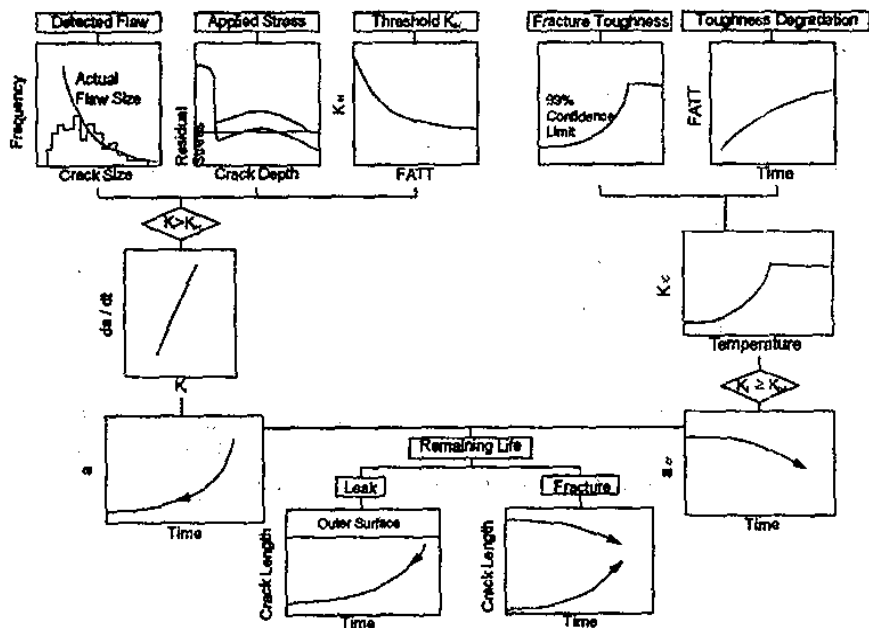 Detected Flaw
Applied Stress
Threshold K
Fracture Toughness
Toughness Degradation
Frequency
Actual
Flaw Size
Crack Size
Residual
Stress
Crack Depth
K
FATT
99%
Confidence
Limit
FATT
Time
K>K
da / dt
K
K
Temperature
K ≥ K
a
Time
Remaining Life
Leak
Fracture
a
Time
Crack Length
Outer Surface
Time
Crack Length
Time